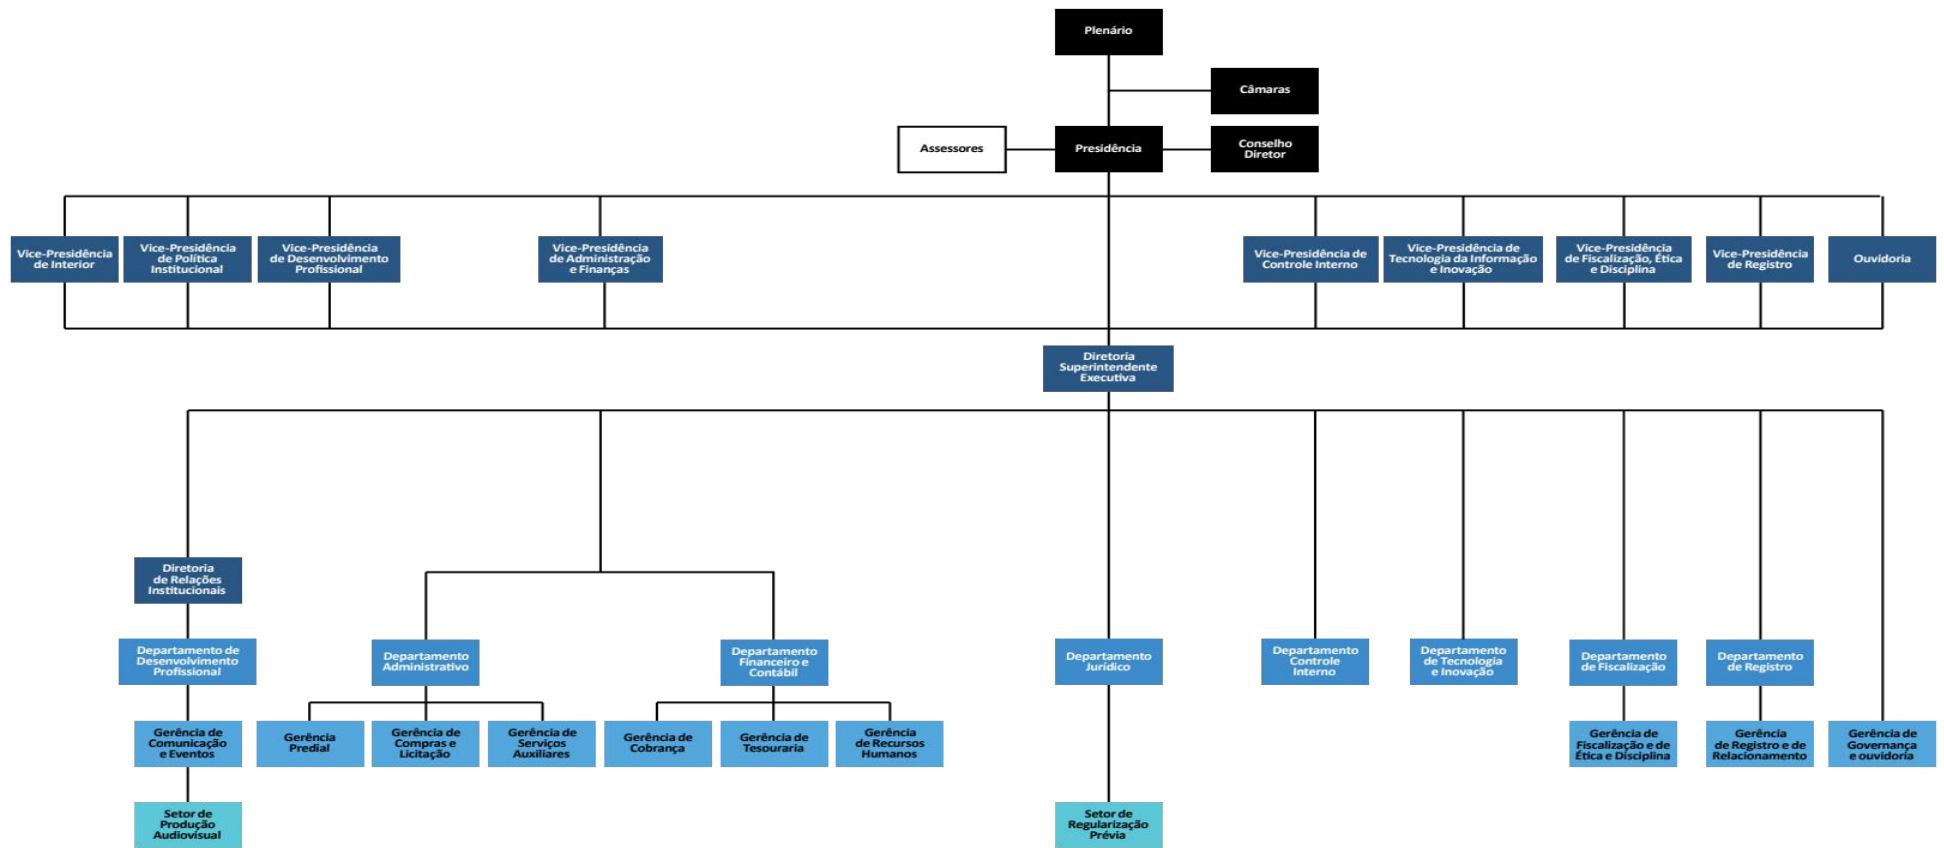 Plenário
Câmaras
Assessores
Presidência
Conselho
Diretor
Vice-Presidência
de Interior
Vice-Presidência
de Política
Institucional
Vice-Presidência
de Desenvolvimento
Profissional
Vice-Presidência
de Administração
e Finanças
Vice-Presidência de
Controle Interno
Vice-Presidência de
Tecnologia da Informação
e Inovação
Vice-Presidência
de Fiscalização, Ética
e Disciplina
Vice-Presidência
de Registro
Ouvidoria
Diretoria
Superintendente
Executiva
Diretoria
de Relações
Institucionais
Departamento de
Desenvolvimento
Profissional
Departamento
Administrativo
Departamento
Financeiro e
Contábil
Departamento
Jurídico
Departamento
Controle
Interno
Departamento
de Tecnologia
e Inovação
Departamento
de Fiscalização
Departamento
de Registro
Gerência de
Comunicação
e Eventos
Gerência
Predial
Gerência de
Compras e
Licitação
Gerência de
Serviços
Auxiliares
Gerência de
Cobrança
Gerência de
Tesouraria
Gerência
de Recursos
Humanos
Gerência de
Fiscalização e de
Ética e Disciplina
Gerência
de Registro e de
Relacionamento
Gerência de
Governança
e ouvidoria
Setor de
Produção
Audiovisual
Setor de
Regularização
Prévia